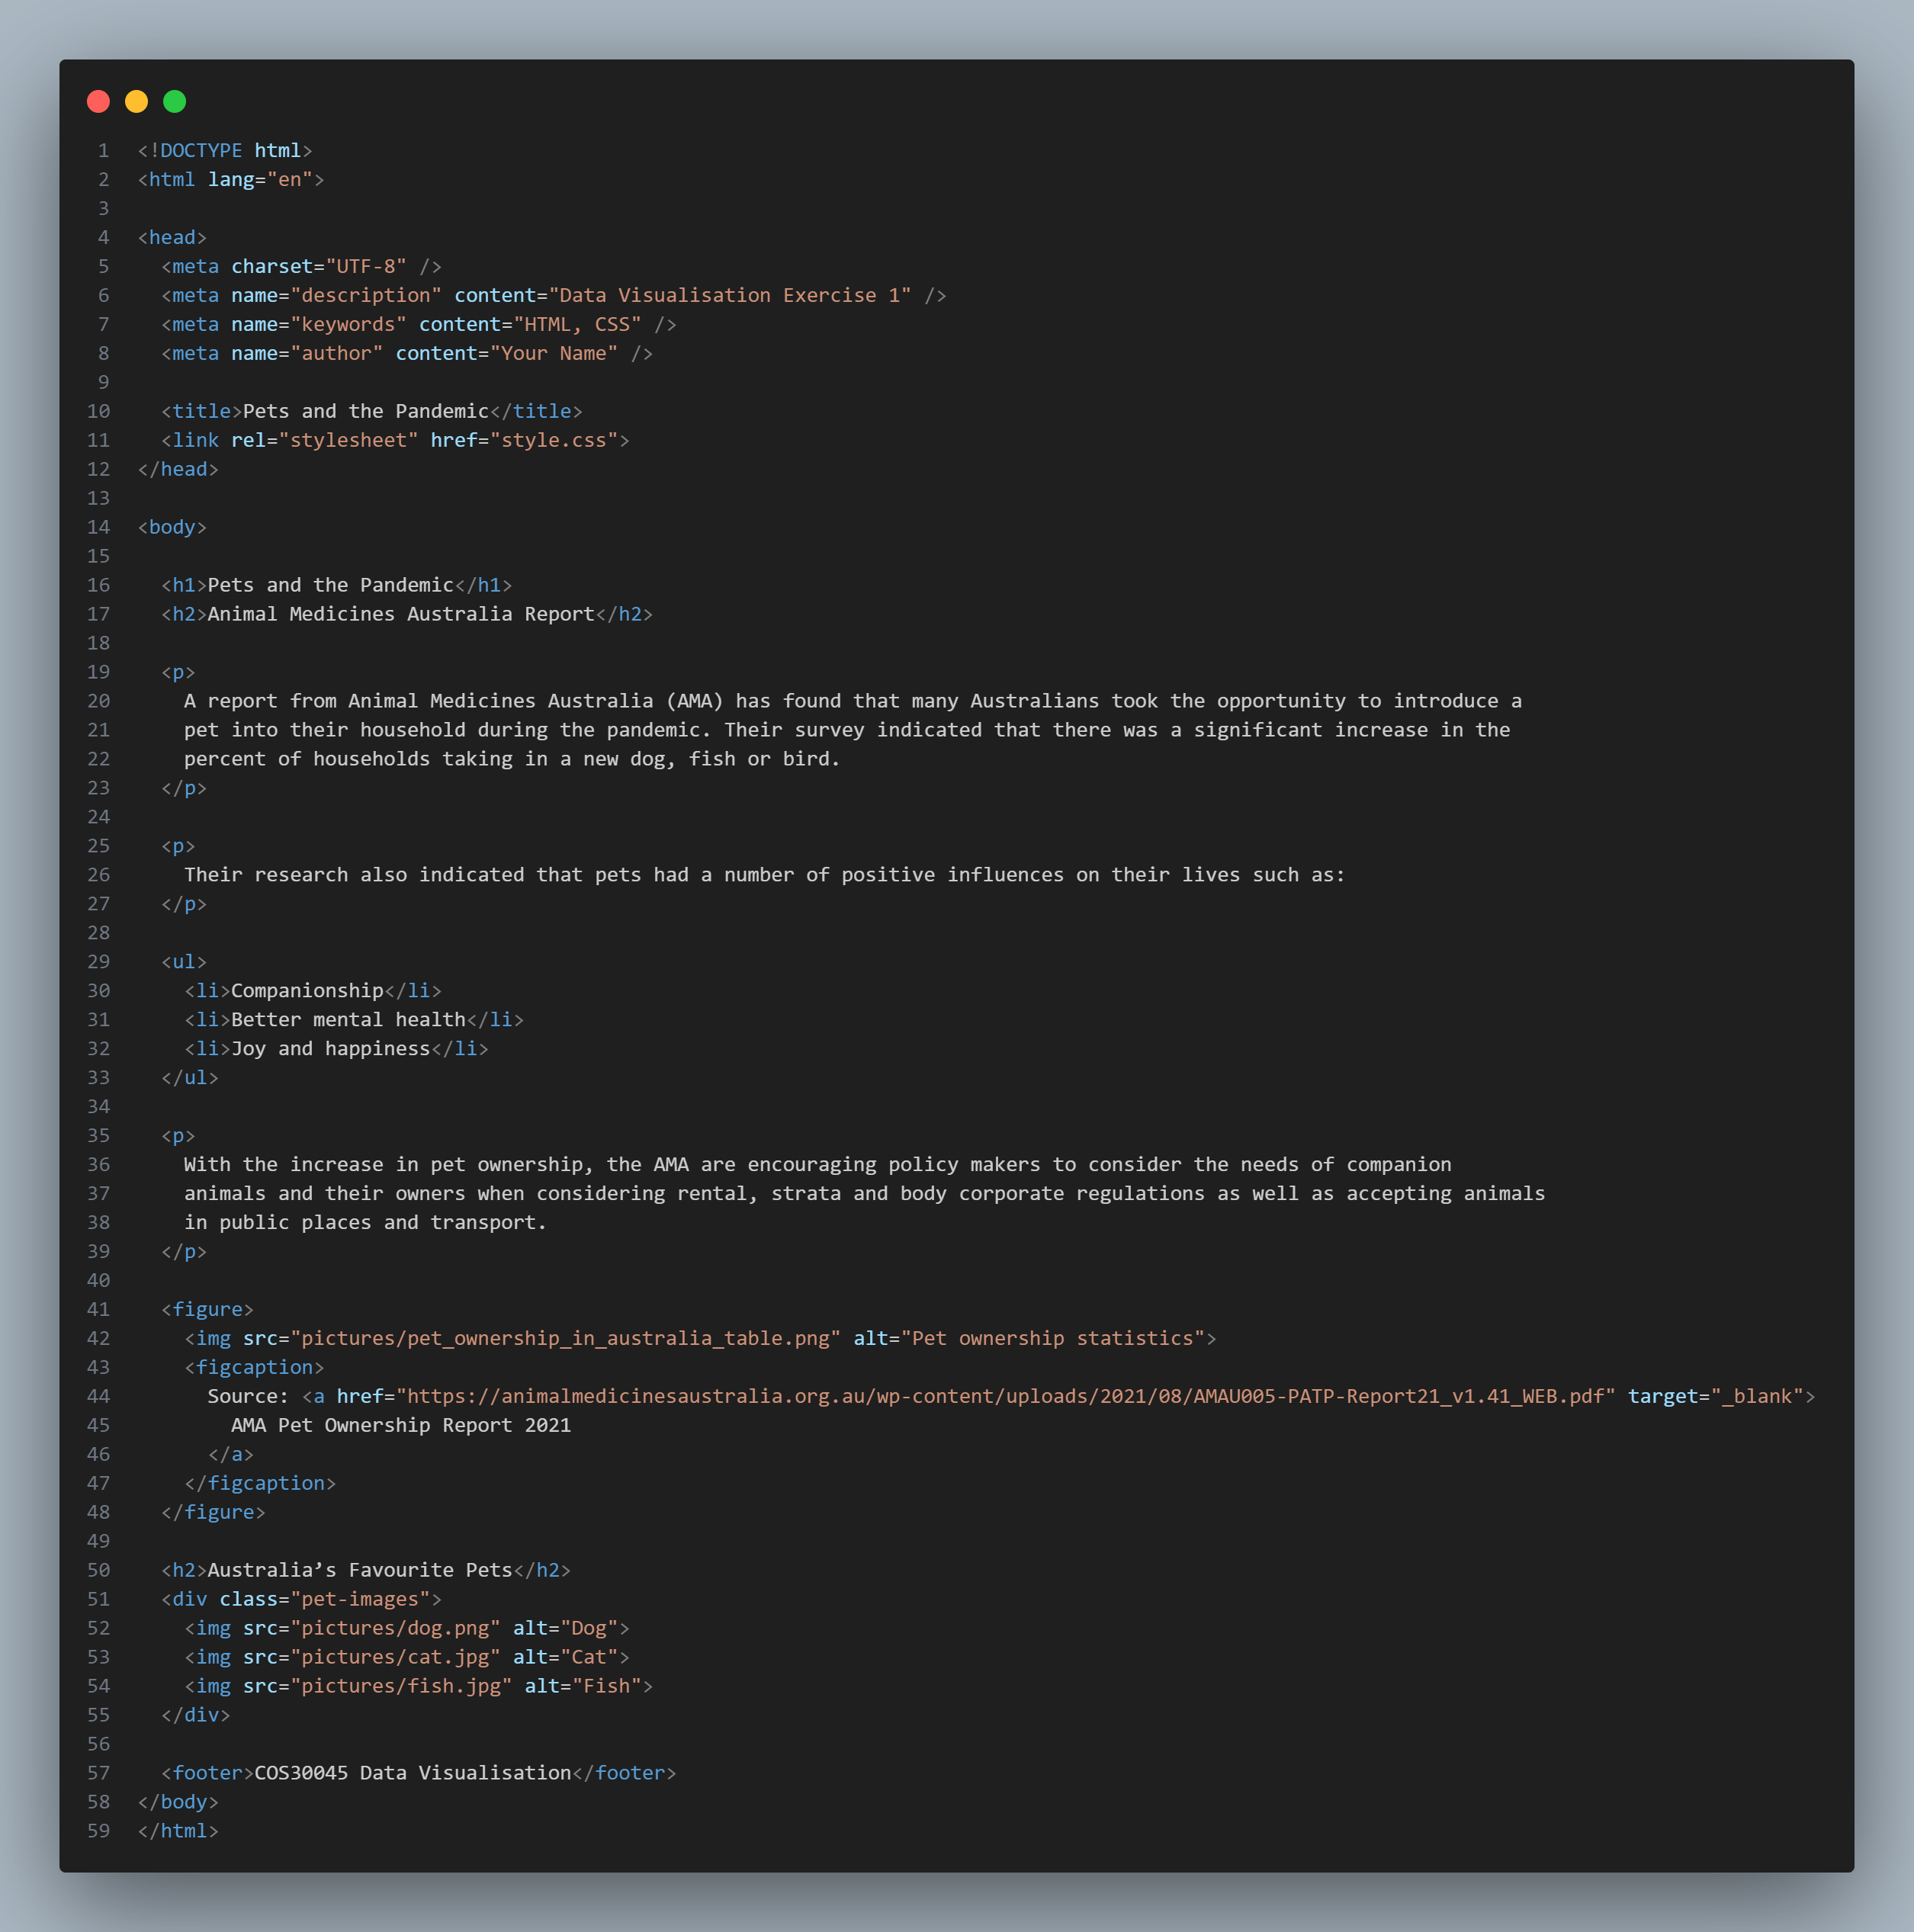 1 <!DOCTYPE html>
2 <html lang="en">
3
4 <head>
5   <meta charset="UTF-8" />
6   <meta name="description" content="Data Visualisation Exercise 1" />
7   <meta name="keywords" content="HTML, CSS" />
8   <meta name="author" content="Your Name" />
9
10   <title>Pets and the Pandemic</title>
11   <link rel="stylesheet" href="style.css">
12 </head>
13
14 <body>
15
16   <h1>Pets and the Pandemic</h1>
17   <h2>Animal Medicines Australia Report</h2>
18
19   <p>
20     A report from Animal Medicines Australia (AMA) has found that many Australians took the opportunity to introduce a
21     pet into their household during the pandemic. Their survey indicated that there was a significant increase in the
22     percent of households taking in a new dog, fish or bird.
23   </p>
24
25   <p>
26     Their research also indicated that pets had a number of positive influences on their lives such as:
27   </p>
28
29   <ul>
30     <li>Companionship</li>
31     <li>Better mental health</li>
32     <li>Joy and happiness</li>
33   </ul>
34
35   <p>
36     With the increase in pet ownership, the AMA are encouraging policy makers to consider the needs of companion
37     animals and their owners when considering rental, strata and body corporate regulations as well as accepting animals
38     in public places and transport.
39   </p>
40
41   <figure>
42     <img src="pictures/pet_ownership_in_australia_table.png" alt="Pet ownership statistics">
43     <figcaption>
44       Source: <a href="https://animalmedicinesaustralia.org.au/wp-content/uploads/2021/08/AMAU005-PATP-Report21_v1.41_WEB.pdf" target="_blank">
45         AMA Pet Ownership Report 2021
46       </a>
47     </figcaption>
48   </figure>
49
50   <h2>Australia’s Favourite Pets</h2>
51   <div class="pet-images">
52     <img src="pictures/dog.png" alt="Dog">
53     <img src="pictures/cat.jpg" alt="Cat">
54     <img src="pictures/fish.jpg" alt="Fish">
55   </div>
56
57   <footer>COS30045 Data Visualisation</footer>
58 </body>
59 </html>